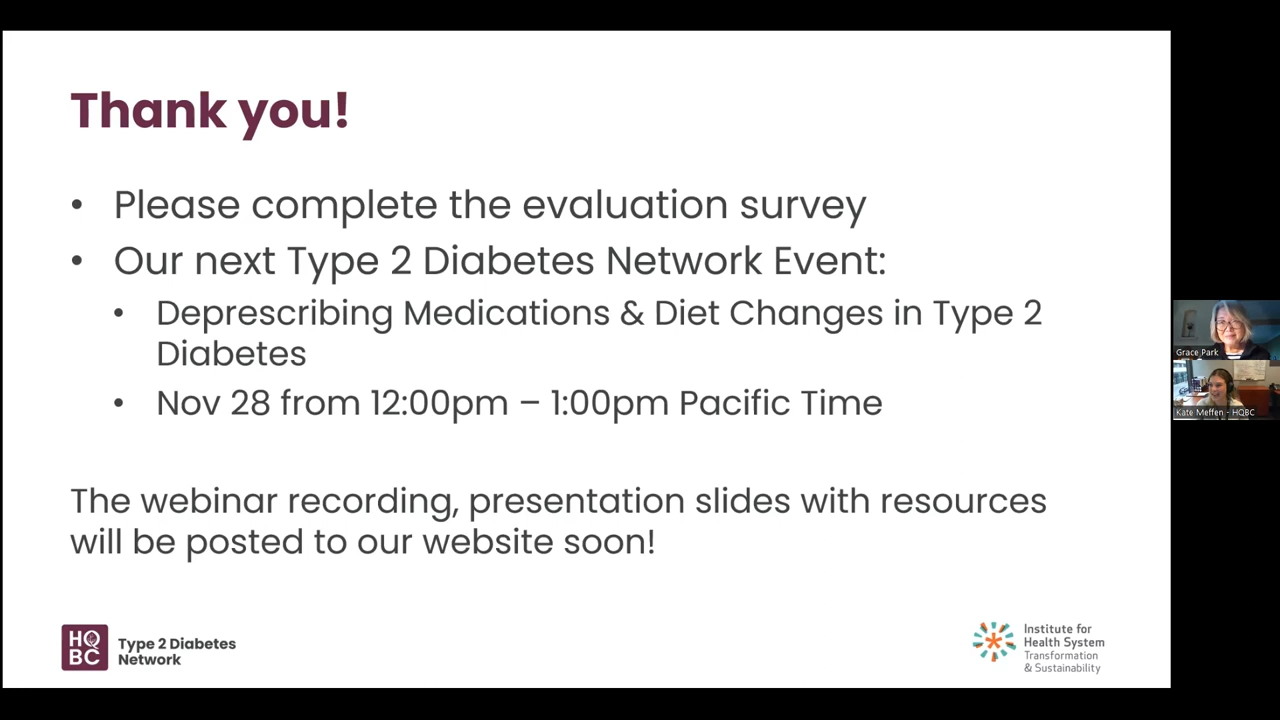 Thank you!
• Please complete the evaluation survey
• Our next Type 2 Diabetes Network Event:
• Deprescribing Medications & Diet Changes in Type 2
Diabetes
• Nov 28 from 12:00pm – 1:00pm Pacific Time
The webinar recording, presentation slides with resources
will be posted to our website soon!
HQ
BC
Type 2 Diabetes
Network
Institute for
Health System
Transformation
& Sustainability
Grace Park
Kate Meffen - HQBC